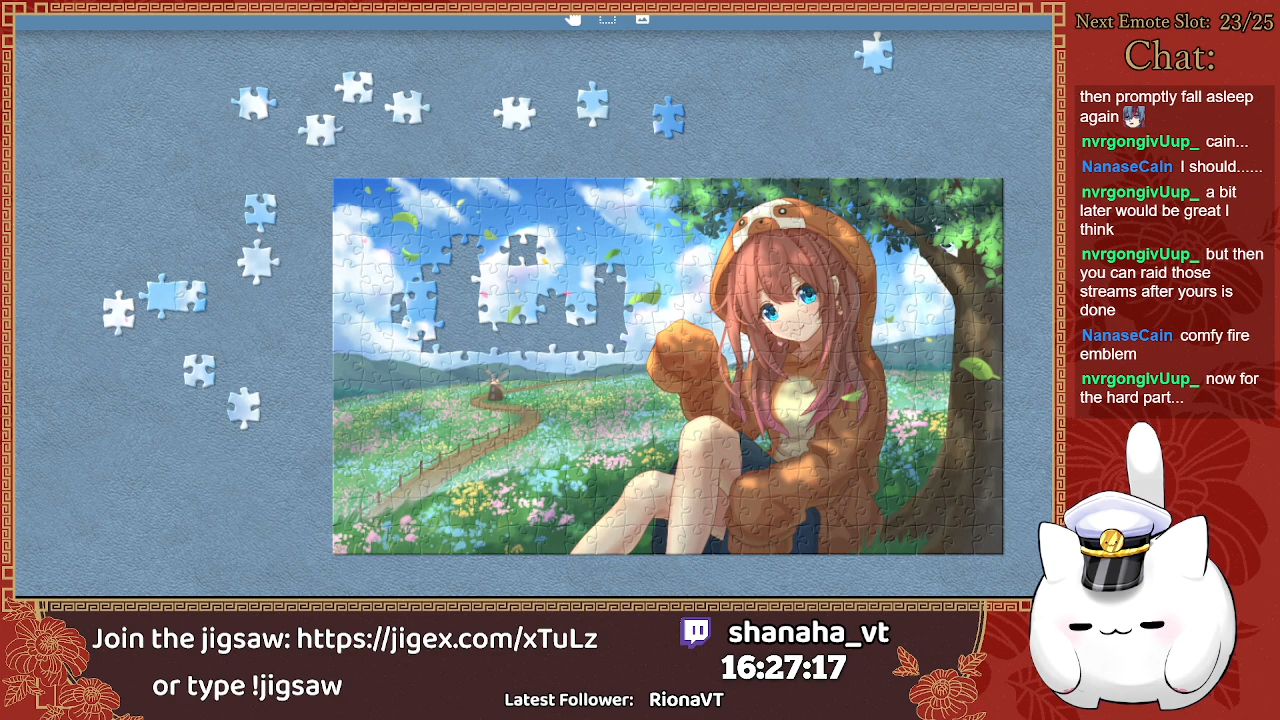 Next Emote Slot: 23/25
Chat:
then promptly fall asleep
again
nvrgongivUup_ cain...
NanaseCain I should......
nvrgongivUup_ a bit
later would be great I
think
nvrgongivUup_ but then
you can raid those
streams after yours is
done
NanaseCain comfy fire
emblem
nvrgongivUup_ now for
the hard part...
Join the jigsaw: https://jigex.com/xTuLz
or type !jigsaw
shanaha_vt
16:27:17
Latest Follower: RionaVT